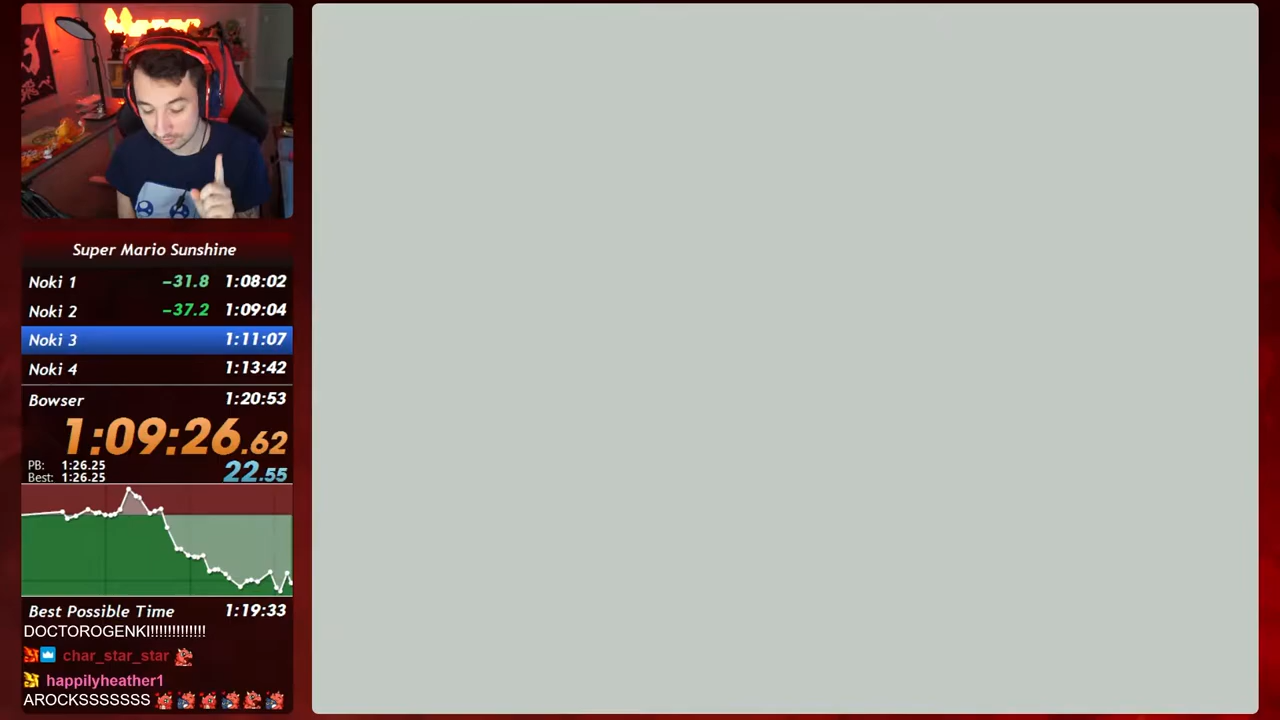 Super Mario Sunshine
Noki 1 -31.8 1:08:02
Noki 2 -37.2 1:09:04
Noki 3 1:11:07
Noki 4 1:13:42
Bowser 1:20:53
1:09:26.62
PB: 1:26.25
Best: 1:26.25
22.55
Best Possible Time 1:19:33
DOCTOROGENKI!!!!!!!!!!!!!
char_star_star
happilyheather1
AROCKSSSSSSS